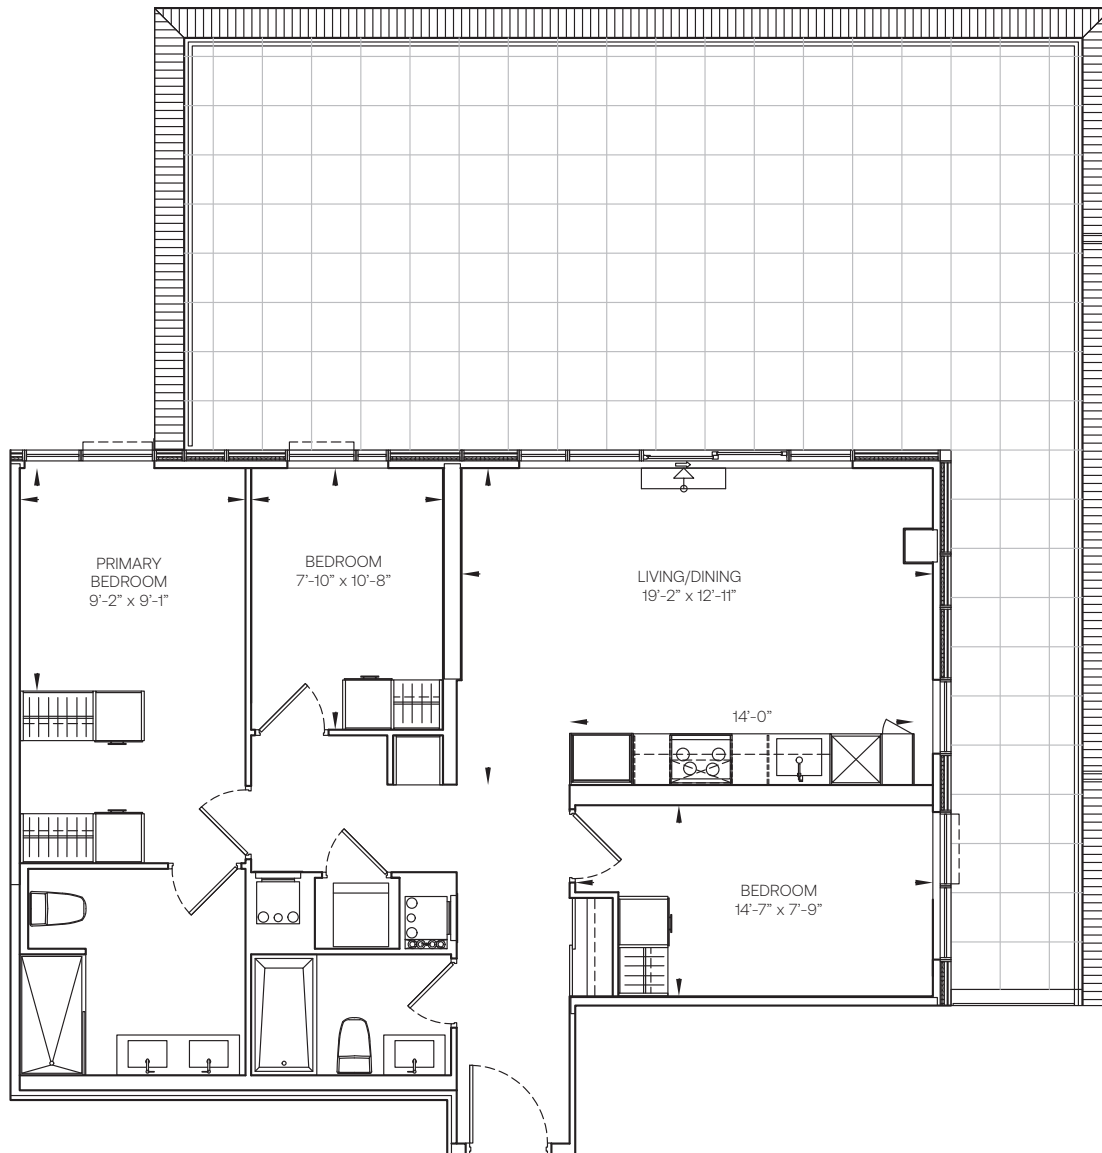 PRIMARY
BEDROOM
9'-2" x 9'-1"
BEDROOM
7'-10" x 10'-8"
LIVING/DINING
19'-2" x 12'-11"
14'-0"
BEDROOM
14'-7" x 7'-9"